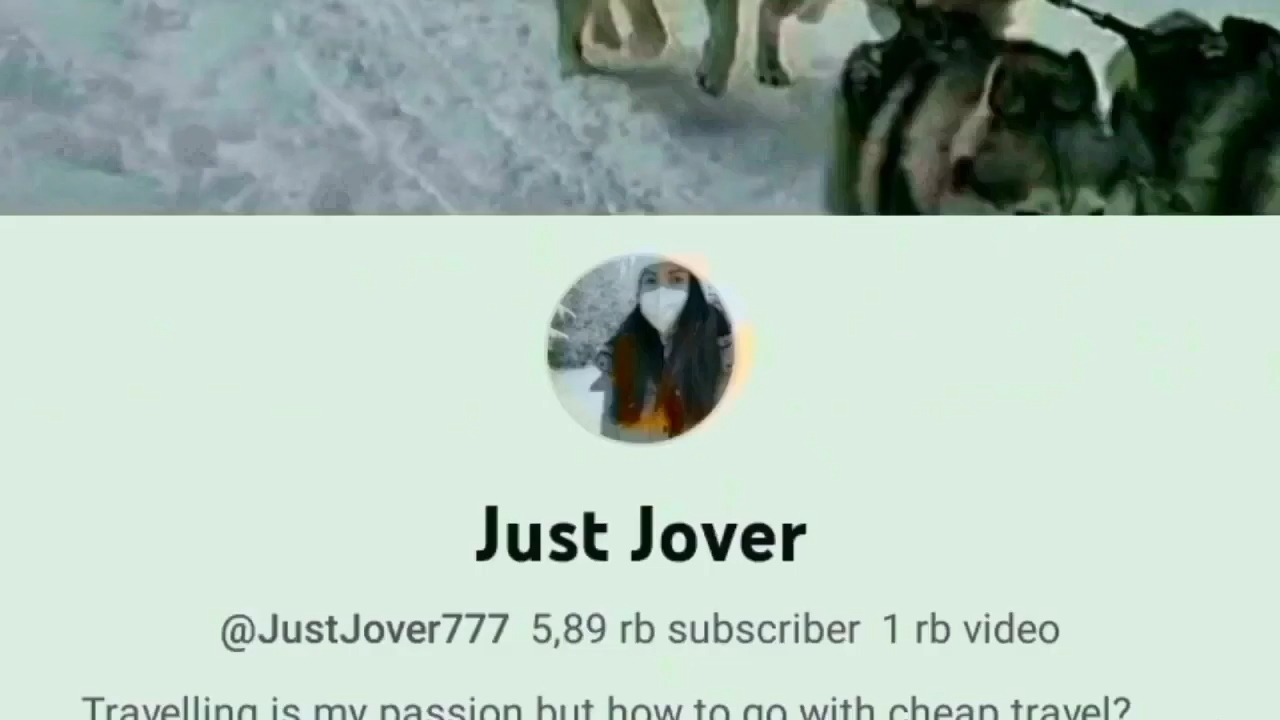 Just Jover
@JustJover777 5,89 rb subscriber 1 rb video
Travelling is my passion but how to go with cheap travel?